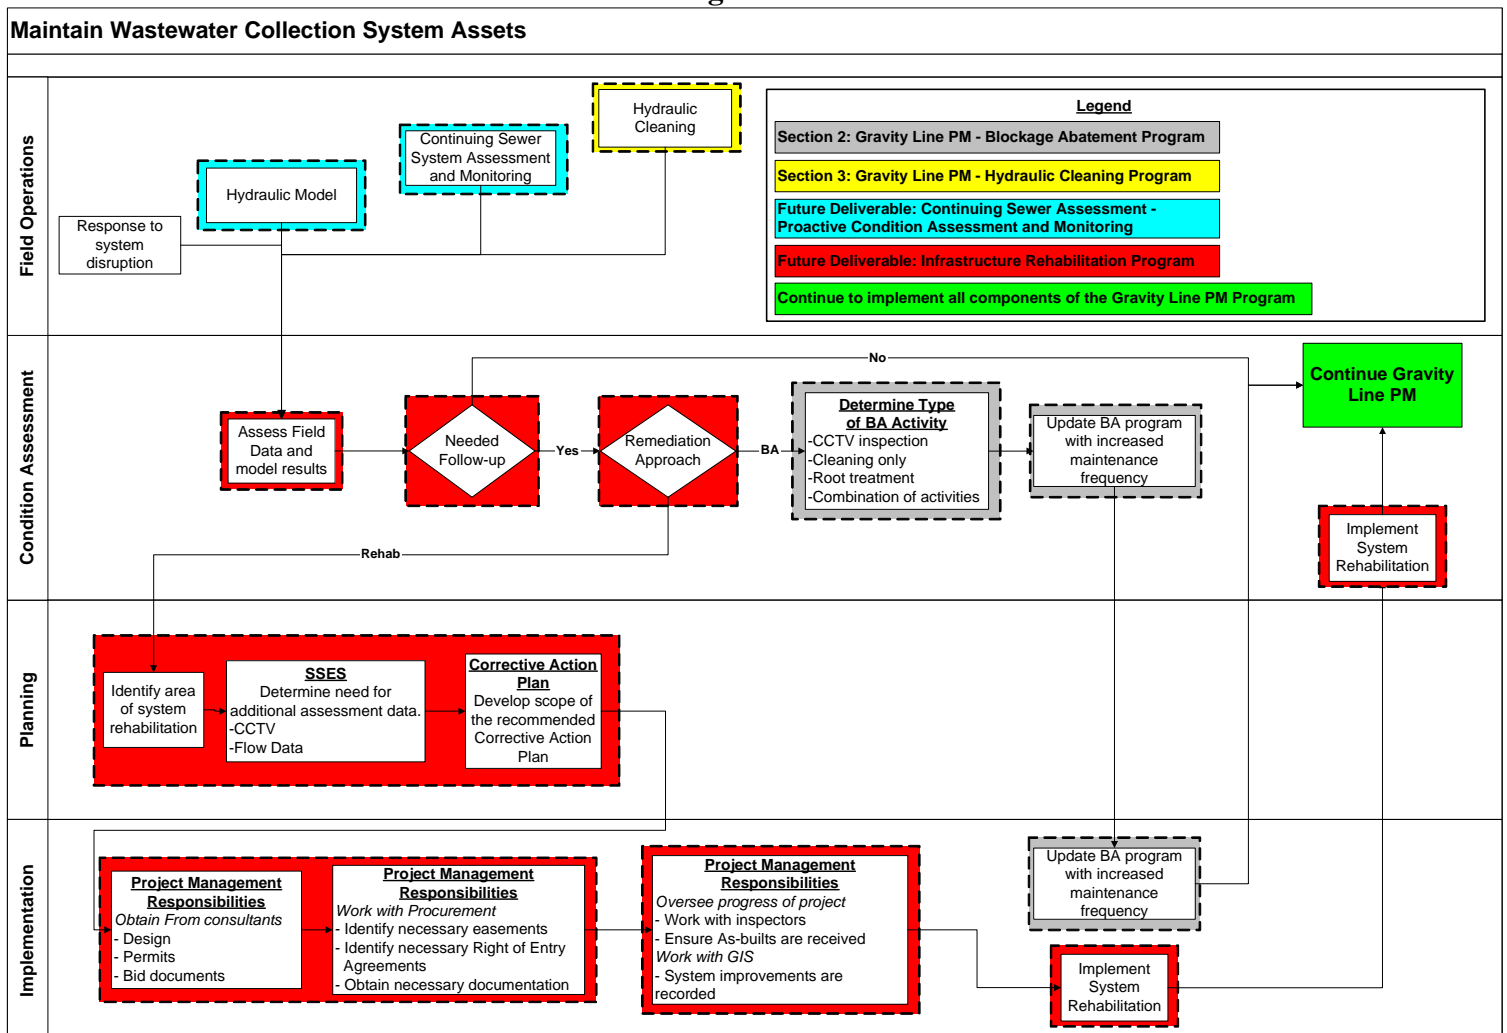 Maintain Wastewater Collection System Assets
Field Operations
Hydraulic
Cleaning
Continuing Sewer
System Assessment
and Monitoring
Hydraulic Model
Response to
system
disruption
Legend
Section 2: Gravity Line PM - Blockage Abatement Program
Section 3: Gravity Line PM - Hydraulic Cleaning Program
Future Deliverable: Continuing Sewer Assessment -
Proactive Condition Assessment and Monitoring
Future Deliverable: Infrastructure Rehabilitation Program
Continue to implement all components of the Gravity Line PM Program
Condition Assessment
No
Assess Field
Data and
model results
Needed
Follow-up
Yes
Remediation
Approach
BA
Determine Type
of BA Activity
-CCTV inspection
-Cleaning only
-Root treatment
-Combination of activities
Update BA program
with increased
maintenance
frequency
Continue Gravity
Line PM
Implement
System
Rehabilitation
Rehab
Planning
Identify area
of system
rehabilitation
SSES
Determine need for
additional assessment data.
-CCTV
-Flow Data
Corrective Action
Plan
Develop scope of
the recommended
Corrective Action
Plan
Implementation
Project Management
Responsibilities
Obtain From consultants
- Design
- Permits
- Bid documents
Project Management
Responsibilities
Work with Procurement
- Identify necessary easements
- Identify necessary Right of Entry
Agreements
- Obtain necessary documentation
Project Management
Responsibilities
Oversee progress of project
- Work with inspectors
- Ensure As-builts are received
Work with GIS
- System improvements are
recorded
Update BA program
with increased
maintenance
frequency
Implement
System
Rehabilitation